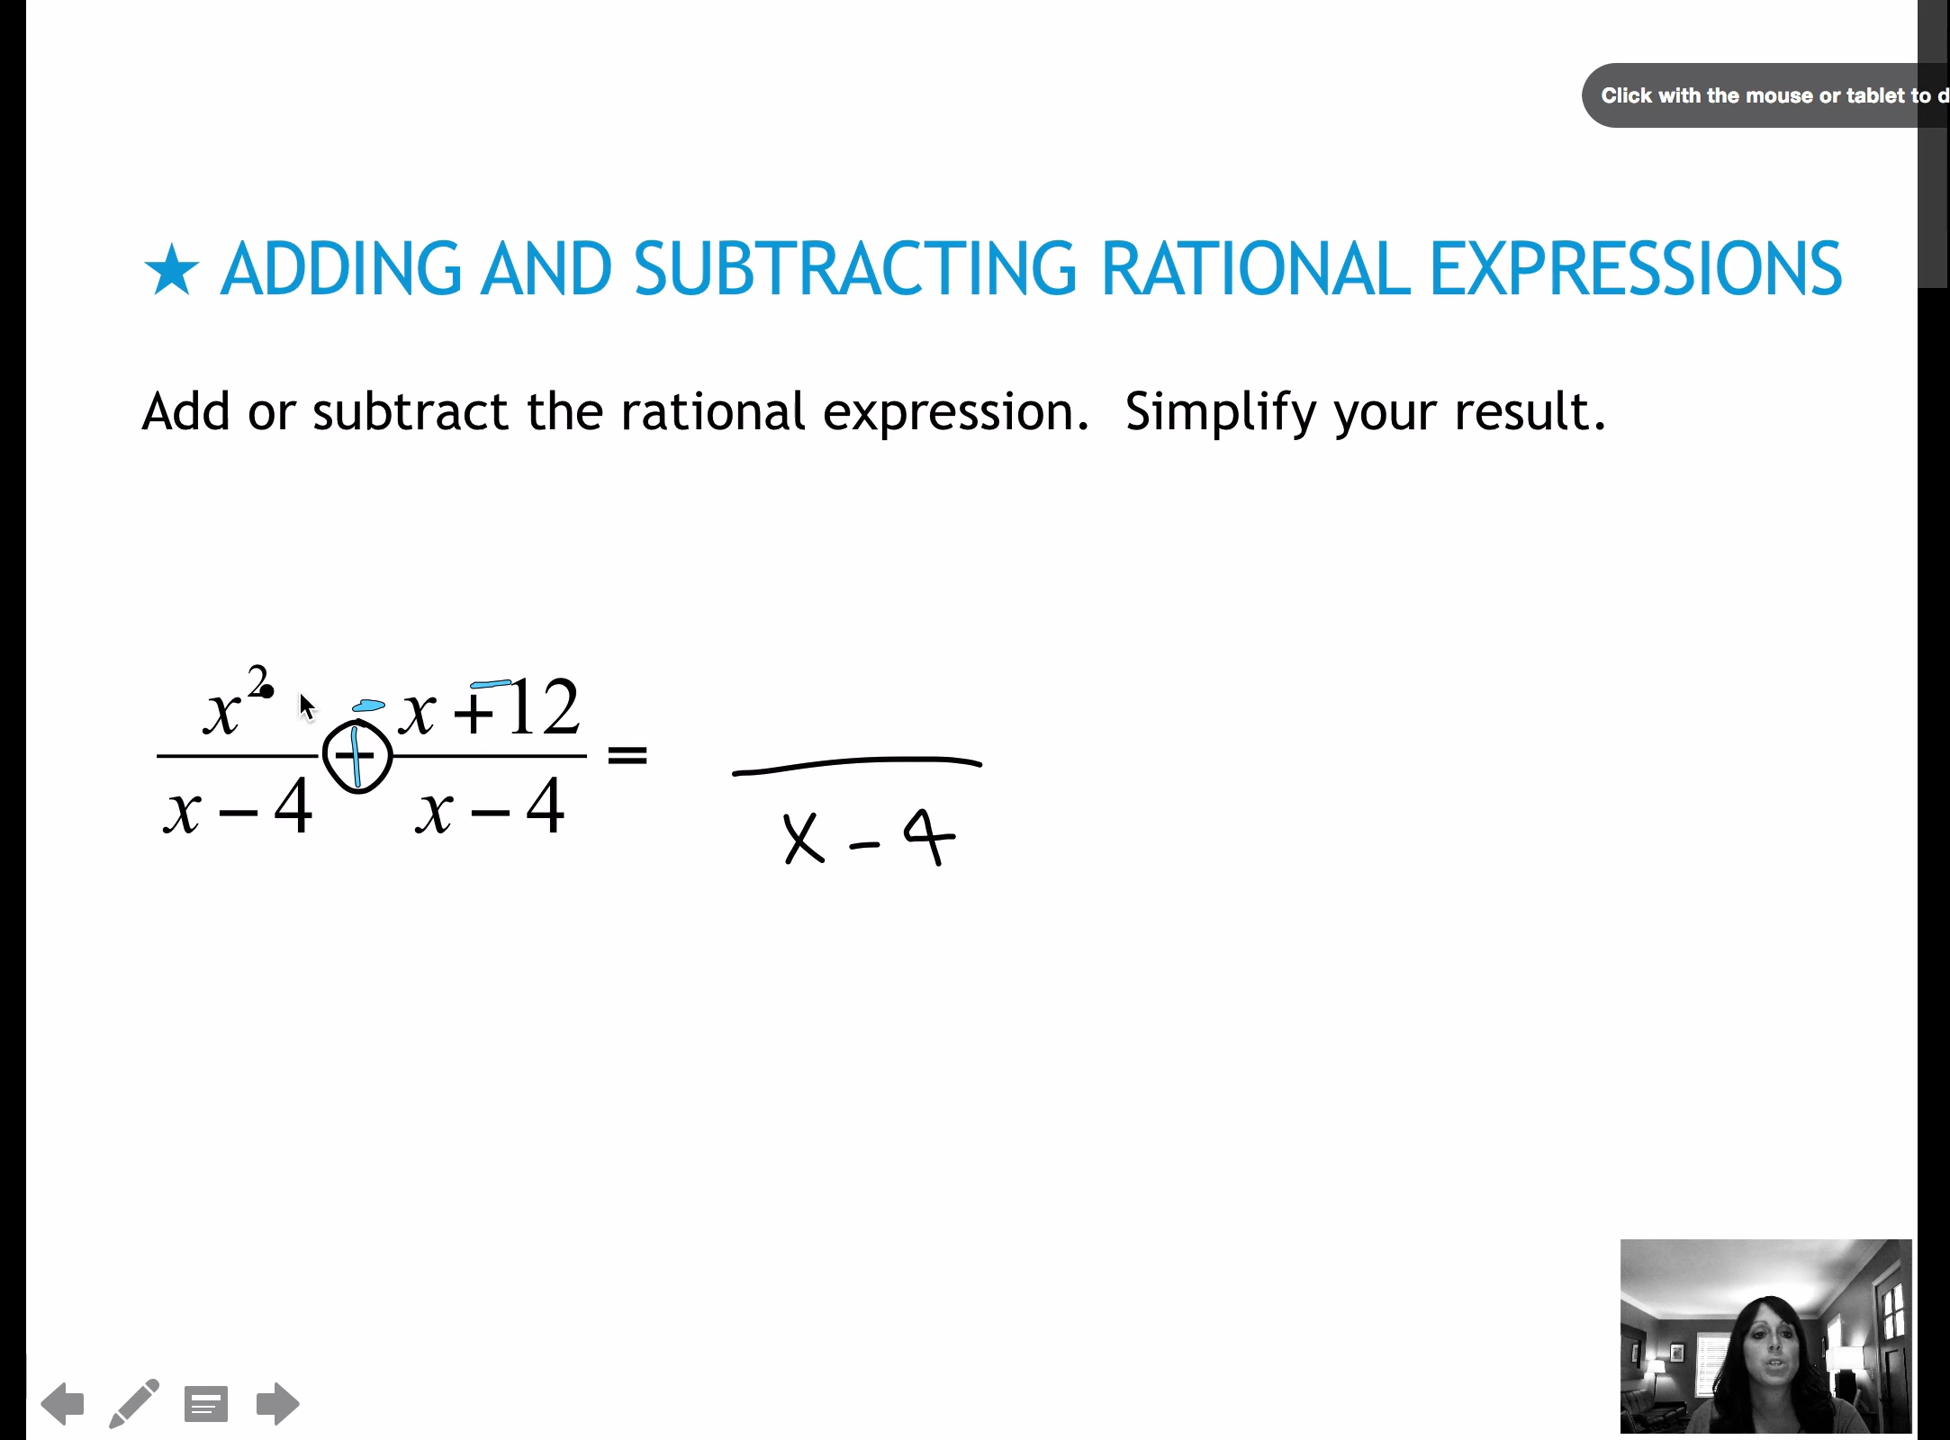 Click with the mouse or tablet to d
★ ADDING AND SUBTRACTING RATIONAL EXPRESSIONS
Add or subtract the rational expression. Simplify your result.
x² - x + - 12
+ =
x − 4 x − 4 x - 4